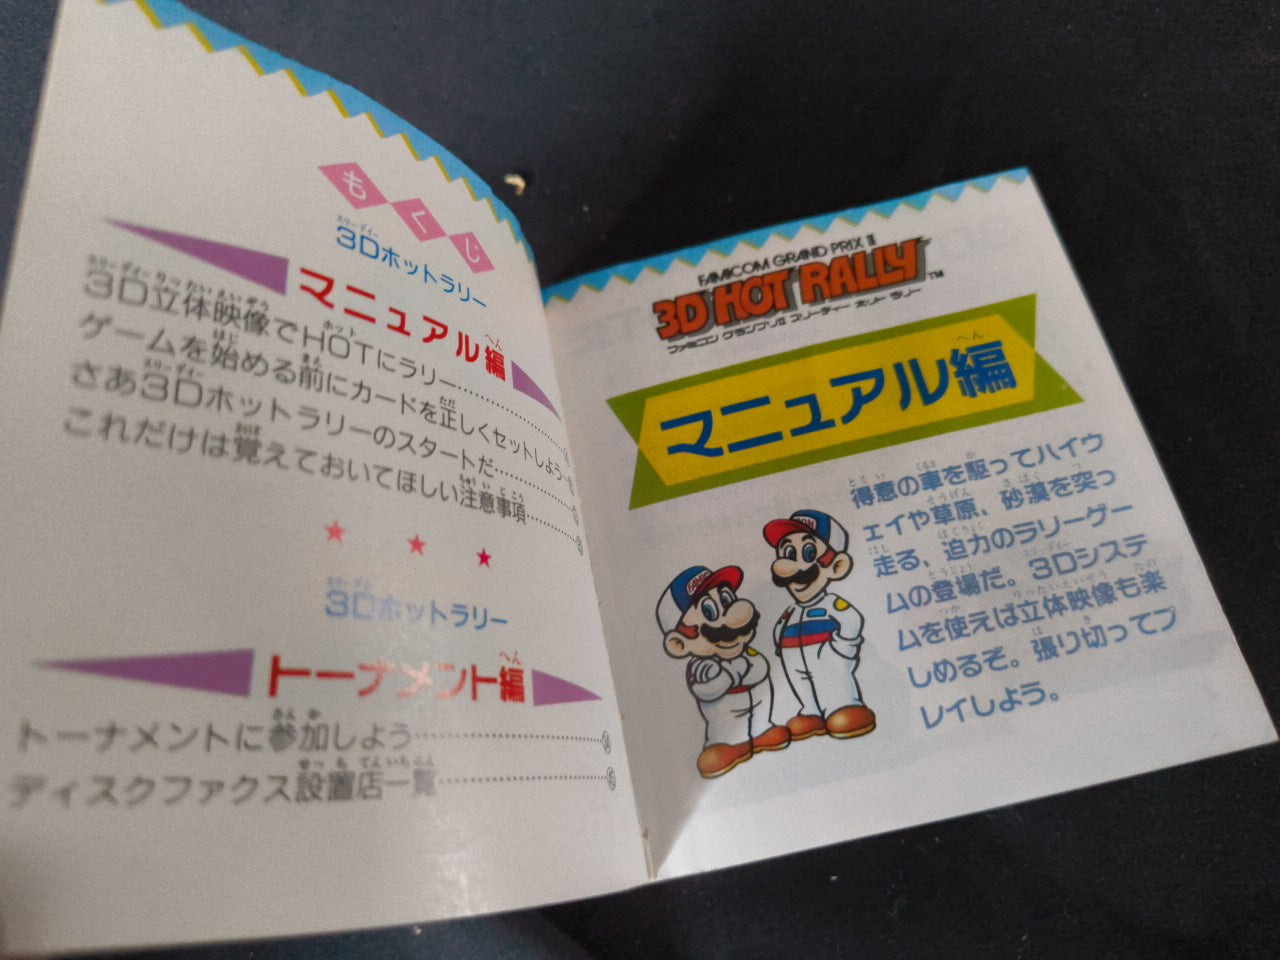 もくじ
3Dホットラリー
マニュアル編
3D立体映像でHOTにラリー
ゲームを始める前にカードを正しくセットしよう
さあ3Dホットラリーのスタートだ
これだけは覚えておいてほしい注意事項
3Dホットラリー
トーナメント編
トーナメントに参加しよう
ディスクファクス設置店一覧
FAMICOM GRAND PRIX II
3D HOT RALLY™
ファミコン グランプリII スリーディー ホット ラリー
マニュアル編
得意の車を駆ってハイウ
ェイや草原、砂漠を突っ
走る、迫力のラリーゲー
ムの登場だ。3Dシステ
ムを使えば立体映像も楽
しめるぞ。張り切ってプ
レイしよう。